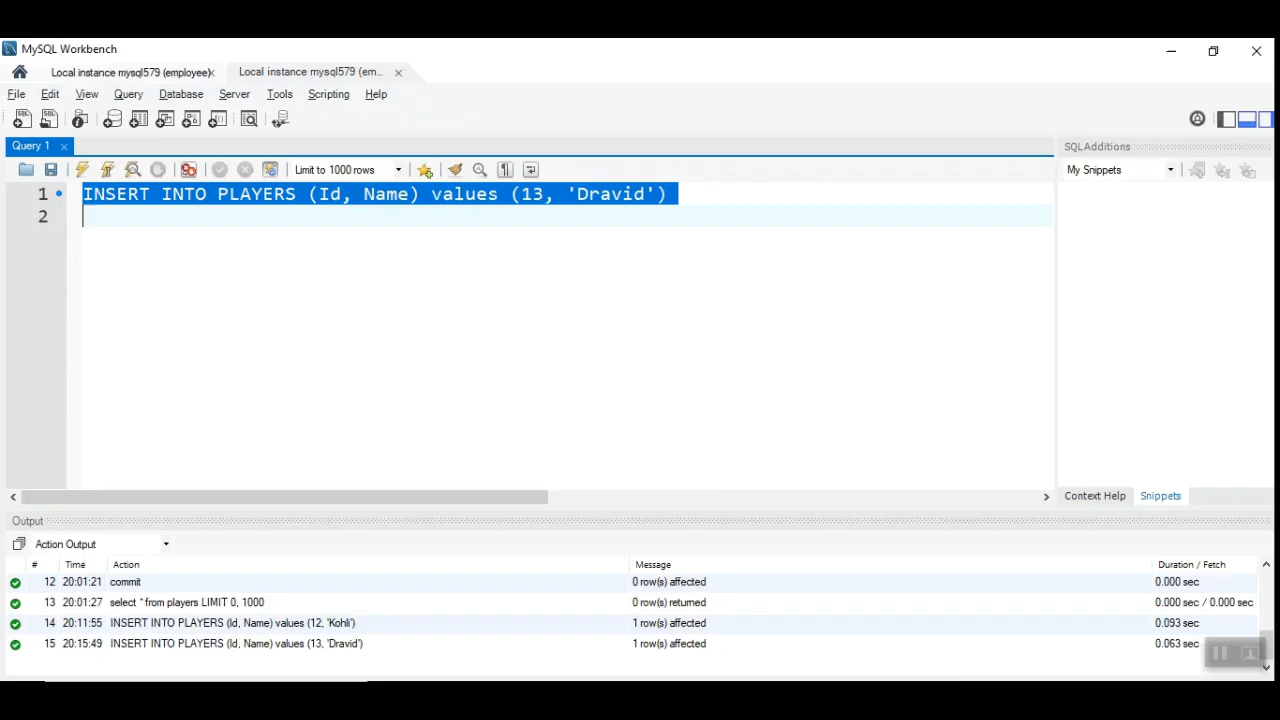 MySQL Workbench
Local instance mysql579 (employee) Local instance mysql579 (em...
File Edit View Query Database Server Tools Scripting Help
Query 1 SQLAdditions
Limit to 1000 rows My Snippets
1 INSERT INTO PLAYERS (Id, Name) values (13, 'Dravid')
2
Context Help Snippets
Output
Action Output
# Time Action Message Duration / Fetch
12 20:01:21 commit 0 row(s) affected 0.000 sec
13 20:01:27 select * from players LIMIT 0, 1000 0 row(s) returned 0.000 sec / 0.000 sec
14 20:11:55 INSERT INTO PLAYERS (Id, Name) values (12, 'Kohli') 1 row(s) affected 0.093 sec
15 20:15:49 INSERT INTO PLAYERS (Id, Name) values (13, 'Dravid') 1 row(s) affected 0.063 sec